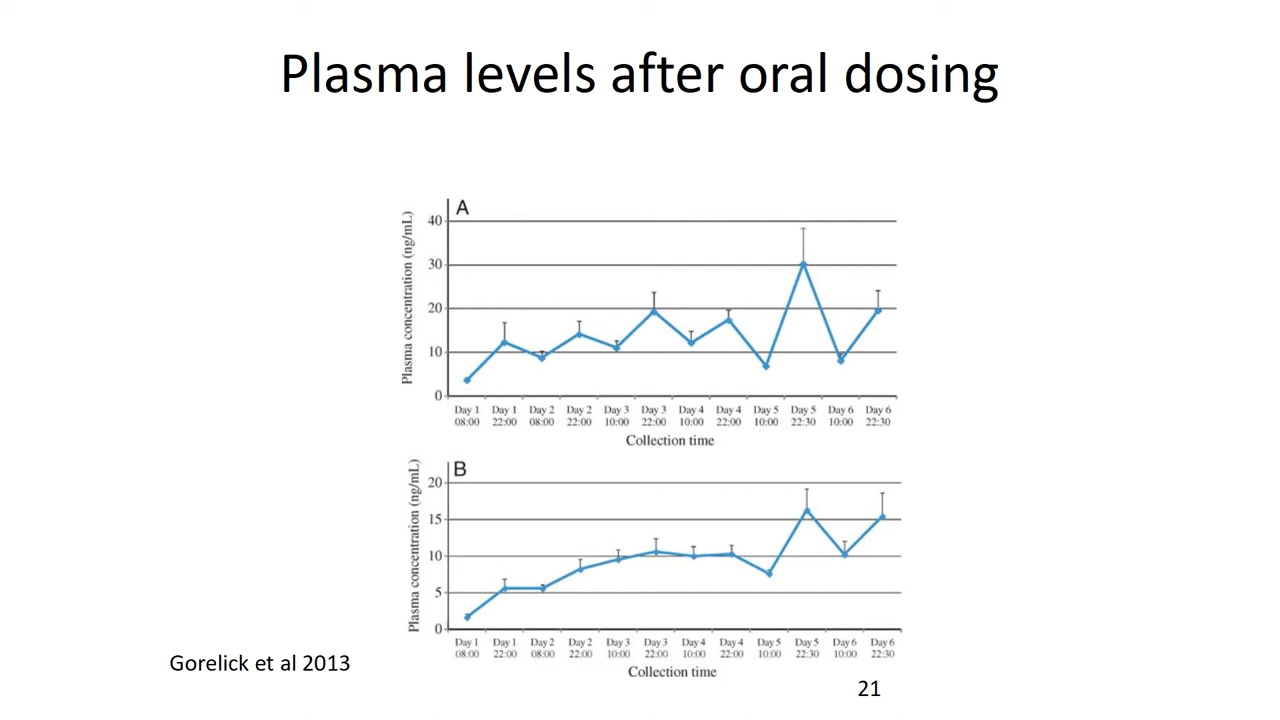 Plasma levels after oral dosing
A
Plasma concentration (ng/mL)
40
30
20
10
0
Day 1 Day 1 Day 2 Day 2 Day 3 Day 3 Day 4 Day 4 Day 5 Day 5 Day 6 Day 6
08:00 22:00 08:00 22:00 10:00 22:00 10:00 22:00 10:00 22:30 10:00 22:30
Collection time
B
Plasma concentration (ng/mL)
20
15
10
5
0
Day 1 Day 1 Day 2 Day 2 Day 3 Day 3 Day 4 Day 4 Day 5 Day 5 Day 6 Day 6
08:00 22:00 08:00 22:00 10:00 22:00 10:00 22:00 10:00 22:30 10:00 22:30
Collection time
Gorelick et al 2013
21